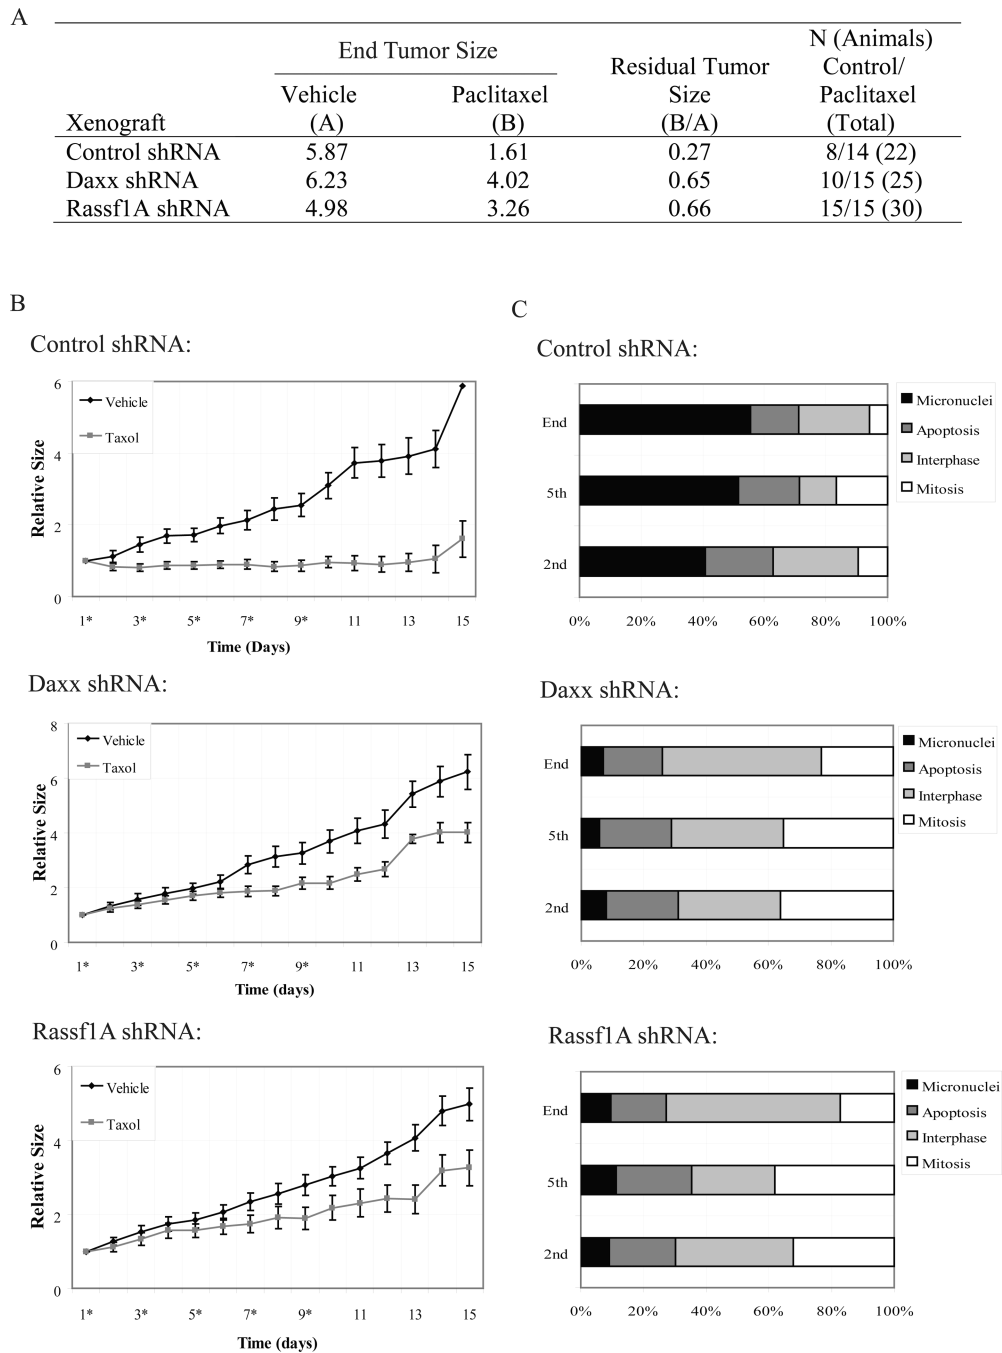 A
End Tumor Size
N (Animals)
Residual Tumor
Control/
Vehicle
Paclitaxel
Size
Paclitaxel
Xenograft
(A)
(B)
(B/A)
(Total)
Control shRNA 5.87 1.61 0.27 8/14 (22)
Daxx shRNA 6.23 4.02 0.65 10/15 (25)
Rassf1A shRNA 4.98 3.26 0.66 15/15 (30)
B
Control shRNA:
Relative Size
6
4
2
0
Vehicle
Taxol
1* 3* 5* 7* 9* 11 13 15
Time (Days)
Daxx shRNA:
Relative Size
8
6
4
2
0
Vehicle
Taxol
1* 3* 5* 7* 9* 11 13 15
Time (days)
Rassf1A shRNA:
Relative Size
6
4
2
0
Vehicle
Taxol
1* 3* 5* 7* 9* 11 13 15
Time (days)
C
Control shRNA:
End
5th
2nd
0% 20% 40% 60% 80% 100%
Micronuclei
Apoptosis
Interphase
Mitosis
Daxx shRNA:
End
5th
2nd
0% 20% 40% 60% 80% 100%
Micronuclei
Apoptosis
Interphase
Mitosis
Rassf1A shRNA:
End
5th
2nd
0% 20% 40% 60% 80% 100%
Micronuclei
Apoptosis
Interphase
Mitosis